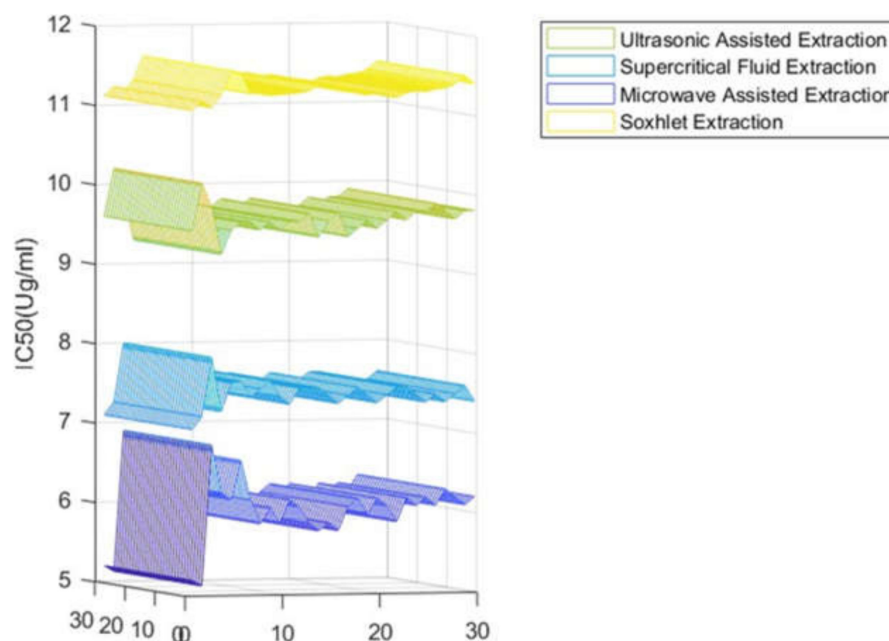 12
11
10
9
8
7
6
5
IC50(Ug/ml)
30 20 10 0
0 10 20 30
Ultrasonic Assisted Extraction
Supercritical Fluid Extraction
Microwave Assisted Extraction
Soxhlet Extraction